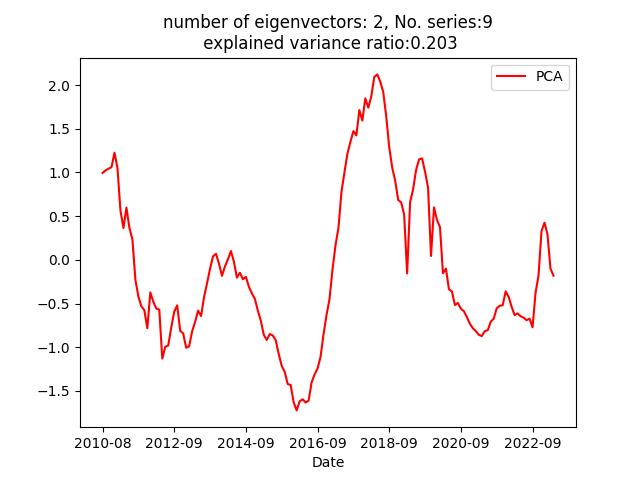 number of eigenvectors: 2, No. series:9
explained variance ratio:0.203
PCA
2.0
1.5
1.0
0.5
0.0
−0.5
−1.0
−1.5
2010-08 2012-09 2014-09 2016-09 2018-09 2020-09 2022-09
Date